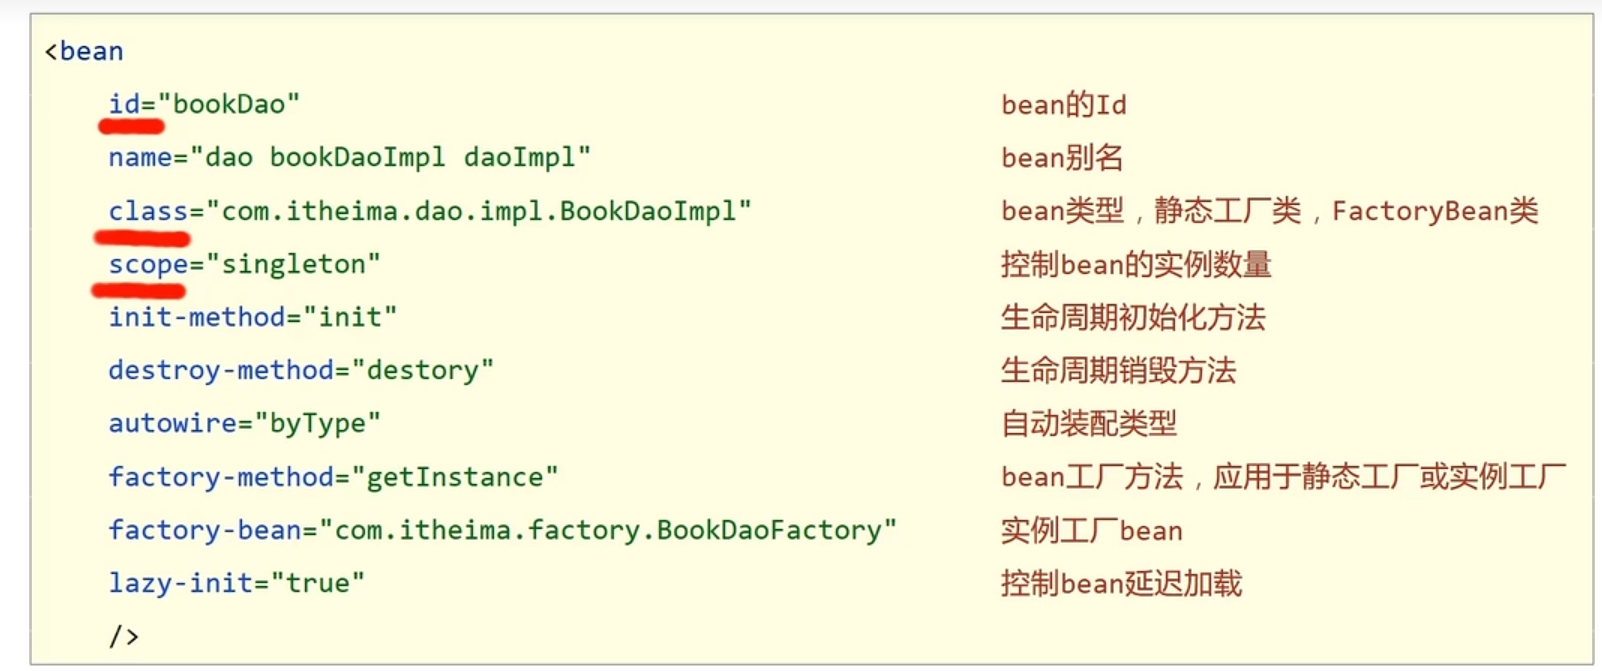 <bean
id="bookDao" bean的Id
name="dao bookDaoImpl daoImpl" bean别名
class="com.itheima.dao.impl.BookDaoImpl" bean类型，静态工厂类，FactoryBean类
scope="singleton" 控制bean的实例数量
init-method="init" 生命周期初始化方法
destroy-method="destory" 生命周期销毁方法
autowire="byType" 自动装配类型
factory-method="getInstance" bean工厂方法，应用于静态工厂或实例工厂
factory-bean="com.itheima.factory.BookDaoFactory" 实例工厂bean
lazy-init="true" 控制bean延迟加载
/>